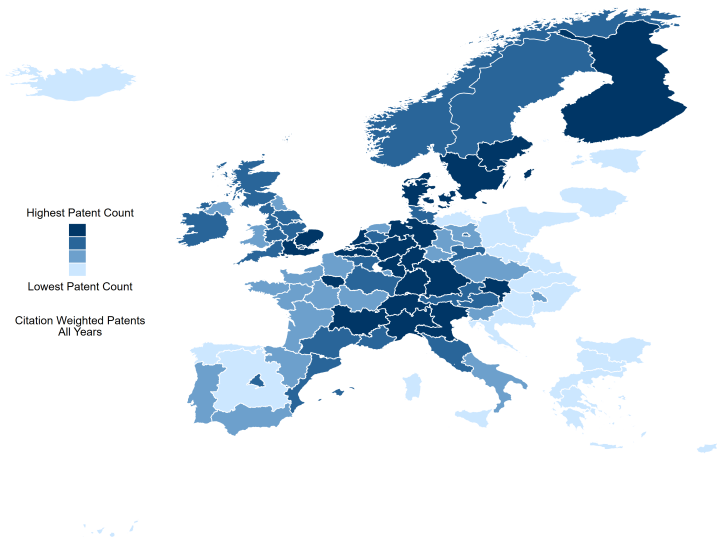 Highest Patent Count
Lowest Patent Count
Citation Weighted Patents
All Years